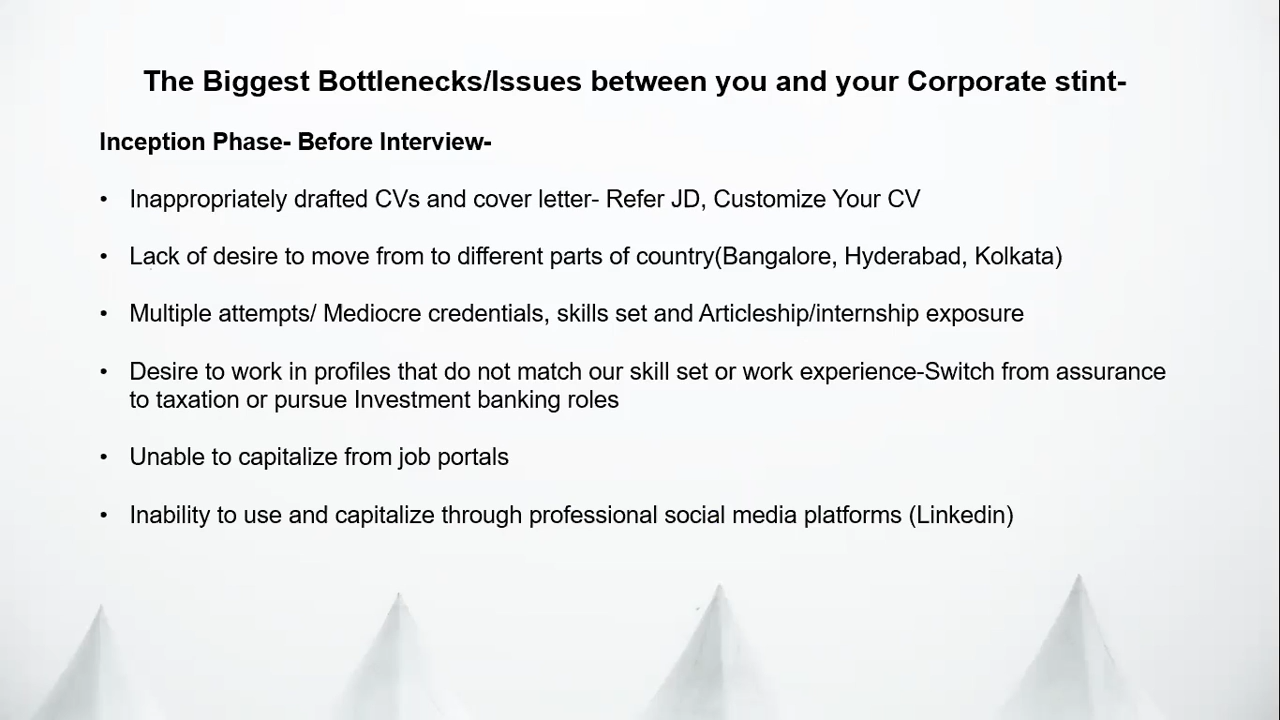 The Biggest Bottlenecks/Issues between you and your Corporate stint-
Inception Phase- Before Interview-
• Inappropriately drafted CVs and cover letter- Refer JD, Customize Your CV
• Lack of desire to move from to different parts of country(Bangalore, Hyderabad, Kolkata)
• Multiple attempts/ Mediocre credentials, skills set and Articleship/internship exposure
• Desire to work in profiles that do not match our skill set or work experience-Switch from assurance
to taxation or pursue Investment banking roles
• Unable to capitalize from job portals
• Inability to use and capitalize through professional social media platforms (Linkedin)